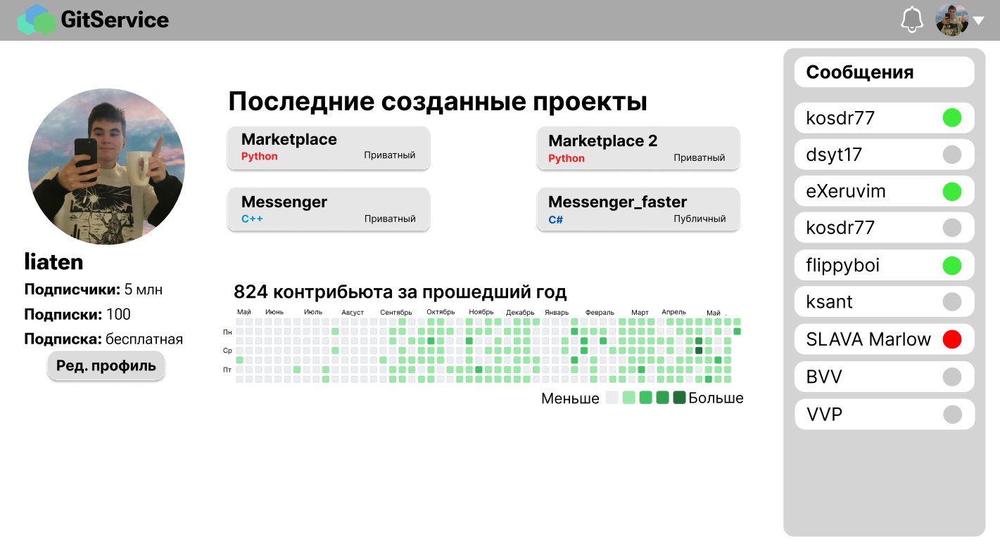 GitService
liaten
Подписчики: 5 млн
Подписки: 100
Подписка: бесплатная
Ред. профиль
Последние созданные проекты
Marketplace
Python
Приватный
Marketplace 2
Python
Приватный
Messenger
C++
Приватный
Messenger_faster
C#
Публичный
824 контрибьюта за прошедший год
Май Июнь Июль Август Сентябрь Октябрь Ноябрь Декабрь Январь Февраль Март Апрель Май
Пн
Ср
Пт
Меньше Больше
Сообщения
kosdr77
dsyt17
eXeruvim
kosdr77
flippyboi
ksant
SLAVA Marlow
BVV
VVP